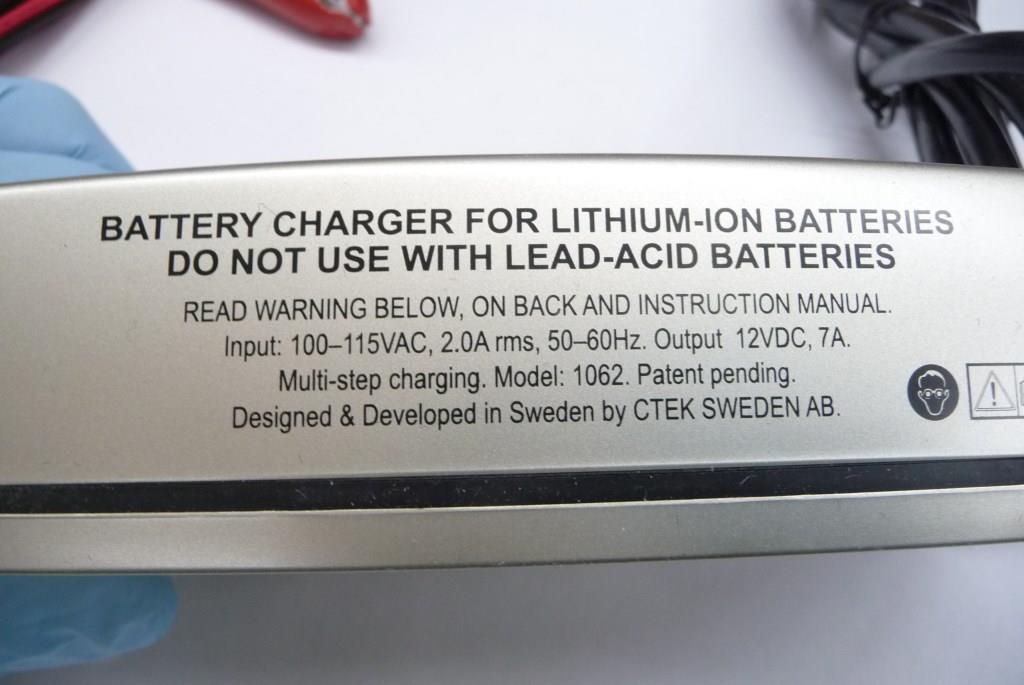 BATTERY CHARGER FOR LITHIUM-ION BATTERIES
DO NOT USE WITH LEAD-ACID BATTERIES
READ WARNING BELOW, ON BACK AND INSTRUCTION MANUAL.
Input: 100–115VAC, 2.0A rms, 50–60Hz. Output 12VDC, 7A.
Multi-step charging. Model: 1062. Patent pending.
Designed & Developed in Sweden by CTEK SWEDEN AB.